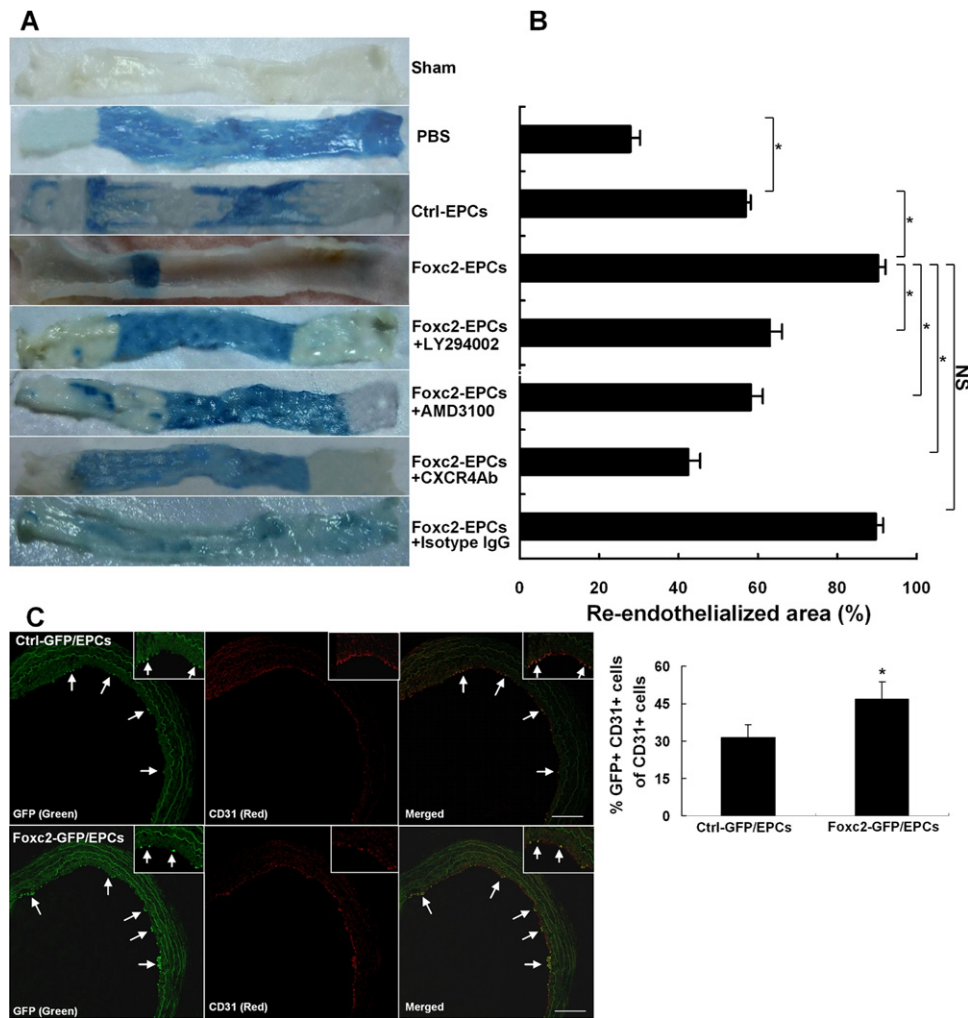 A
B
Sham
PBS
Ctrl-EPCs
Foxc2-EPCs
Foxc2-EPCs
+LY294002
Foxc2-EPCs
+AMD3100
Foxc2-EPCs
+CXCR4Ab
Foxc2-EPCs
+Isotype IgG
*
*
*
*
*
NS
0 20 40 60 80 100
Re-endothelialized area (%)
C
Ctrl-GFP/EPCs
GFP (Green)
CD31 (Red)
Merged
Foxc2-GFP/EPCs
GFP (Green)
CD31 (Red)
Merged
% GFP+ CD31+ cells
of CD31+ cells
60
45
30
15
0
*
Ctrl-GFP/EPCs
Foxc2-GFP/EPCs